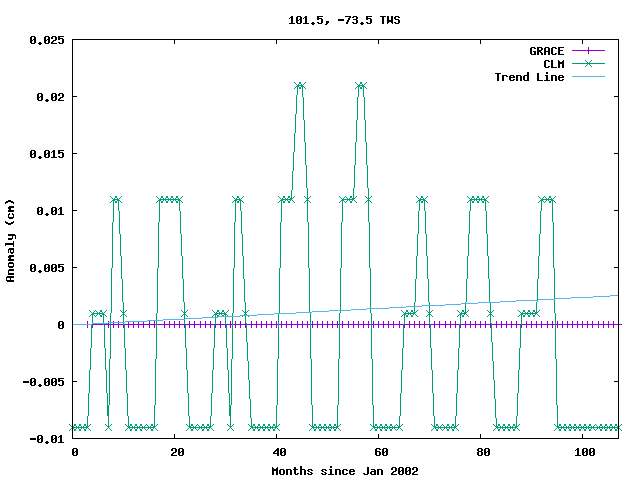 101.5, -73.5 TWS
0.025
0.02
0.015
0.01
0.005
0
-0.005
-0.01
Anomaly (cm)
GRACE
CLM
Trend Line
0 20 40 60 80 100
Months since Jan 2002